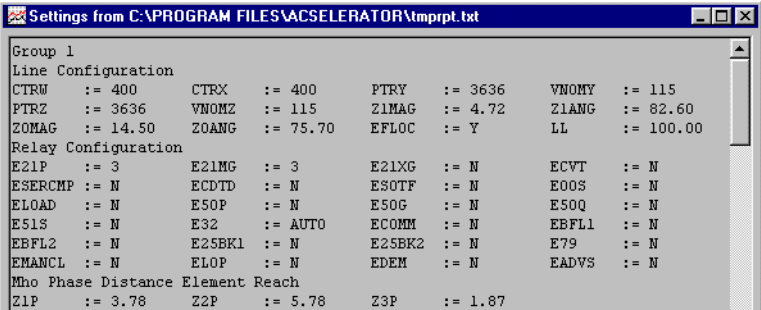 Settings from C:\PROGRAM FILES\ACSELERATOR\tmprpt.txt
Group 1
Line Configuration
CTRW := 400 CTRX := 400 PTRY := 3636 VNOMY := 115
PTRZ := 3636 VNOMZ := 115 Z1MAG := 4.72 Z1ANG := 82.60
Z0MAG := 14.50 Z0ANG := 75.70 EFLOC := Y LL := 100.00
Relay Configuration
E21P := 3 E21MG := 3 E21XG := N ECVT := N
ESERCMP := N ECDTD := N ESOTF := N EOOS := N
ELOAD := N E50P := N E50G := N E50Q := N
E51S := N E32 := AUTO ECOMM := N EBFL1 := N
EBFL2 := N E25BK1 := N E25BK2 := N E79 := N
EMANCL := N ELOP := N EDEM := N EADVS := N
Mho Phase Distance Element Reach
Z1P := 3.78 Z2P := 5.78 Z3P := 1.87